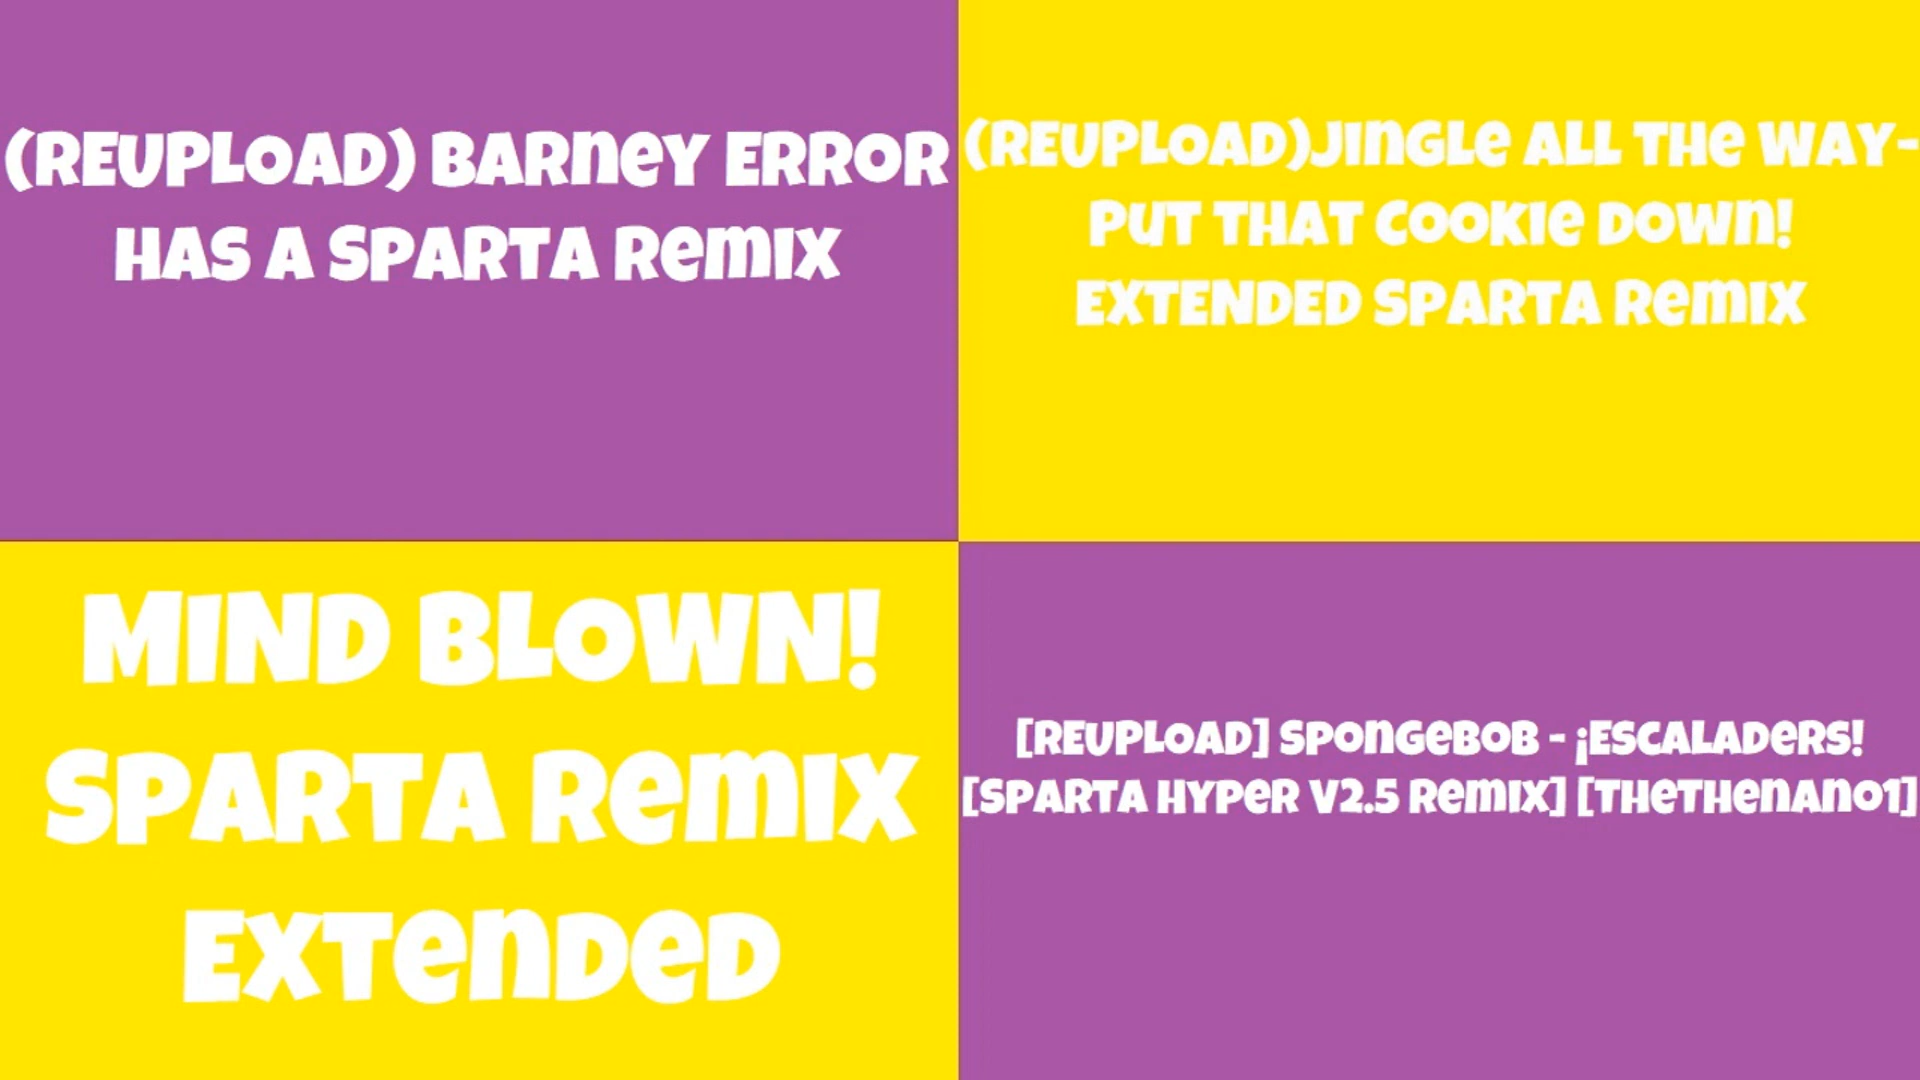 (REUPLOAD) BARNEY ERROR
HAS A SPARTA REMIX
(REUPLOAD)JINGLE ALL THE WAY-
PUT THAT COOKIE DOWN!
EXTENDED SPARTA REMIX
MIND BLOWN!
SPARTA REMIX
EXTENDED
[REUPLOAD] SPONGEBOB - ¡ESCALADERS!
[SPARTA HYPER V2.5 REMIX] [THETHENANO1]